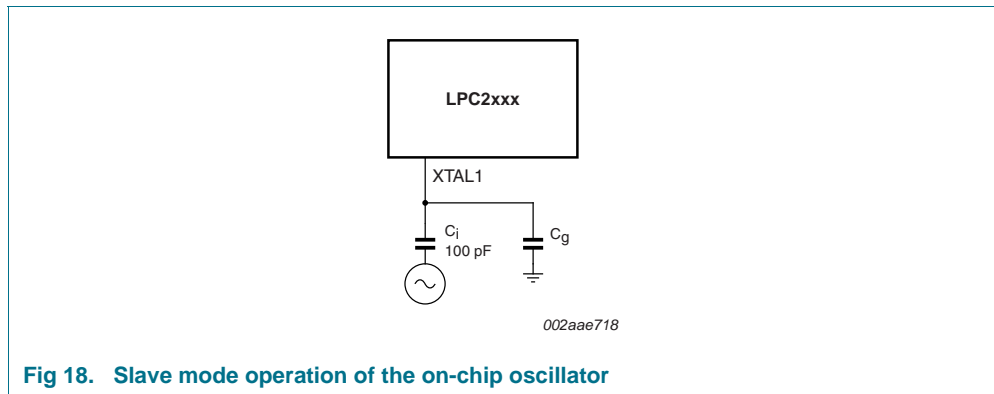 LPC2xxx
XTAL1
Ci
100 pF
Cg
002aae718
Fig 18. Slave mode operation of the on-chip oscillator